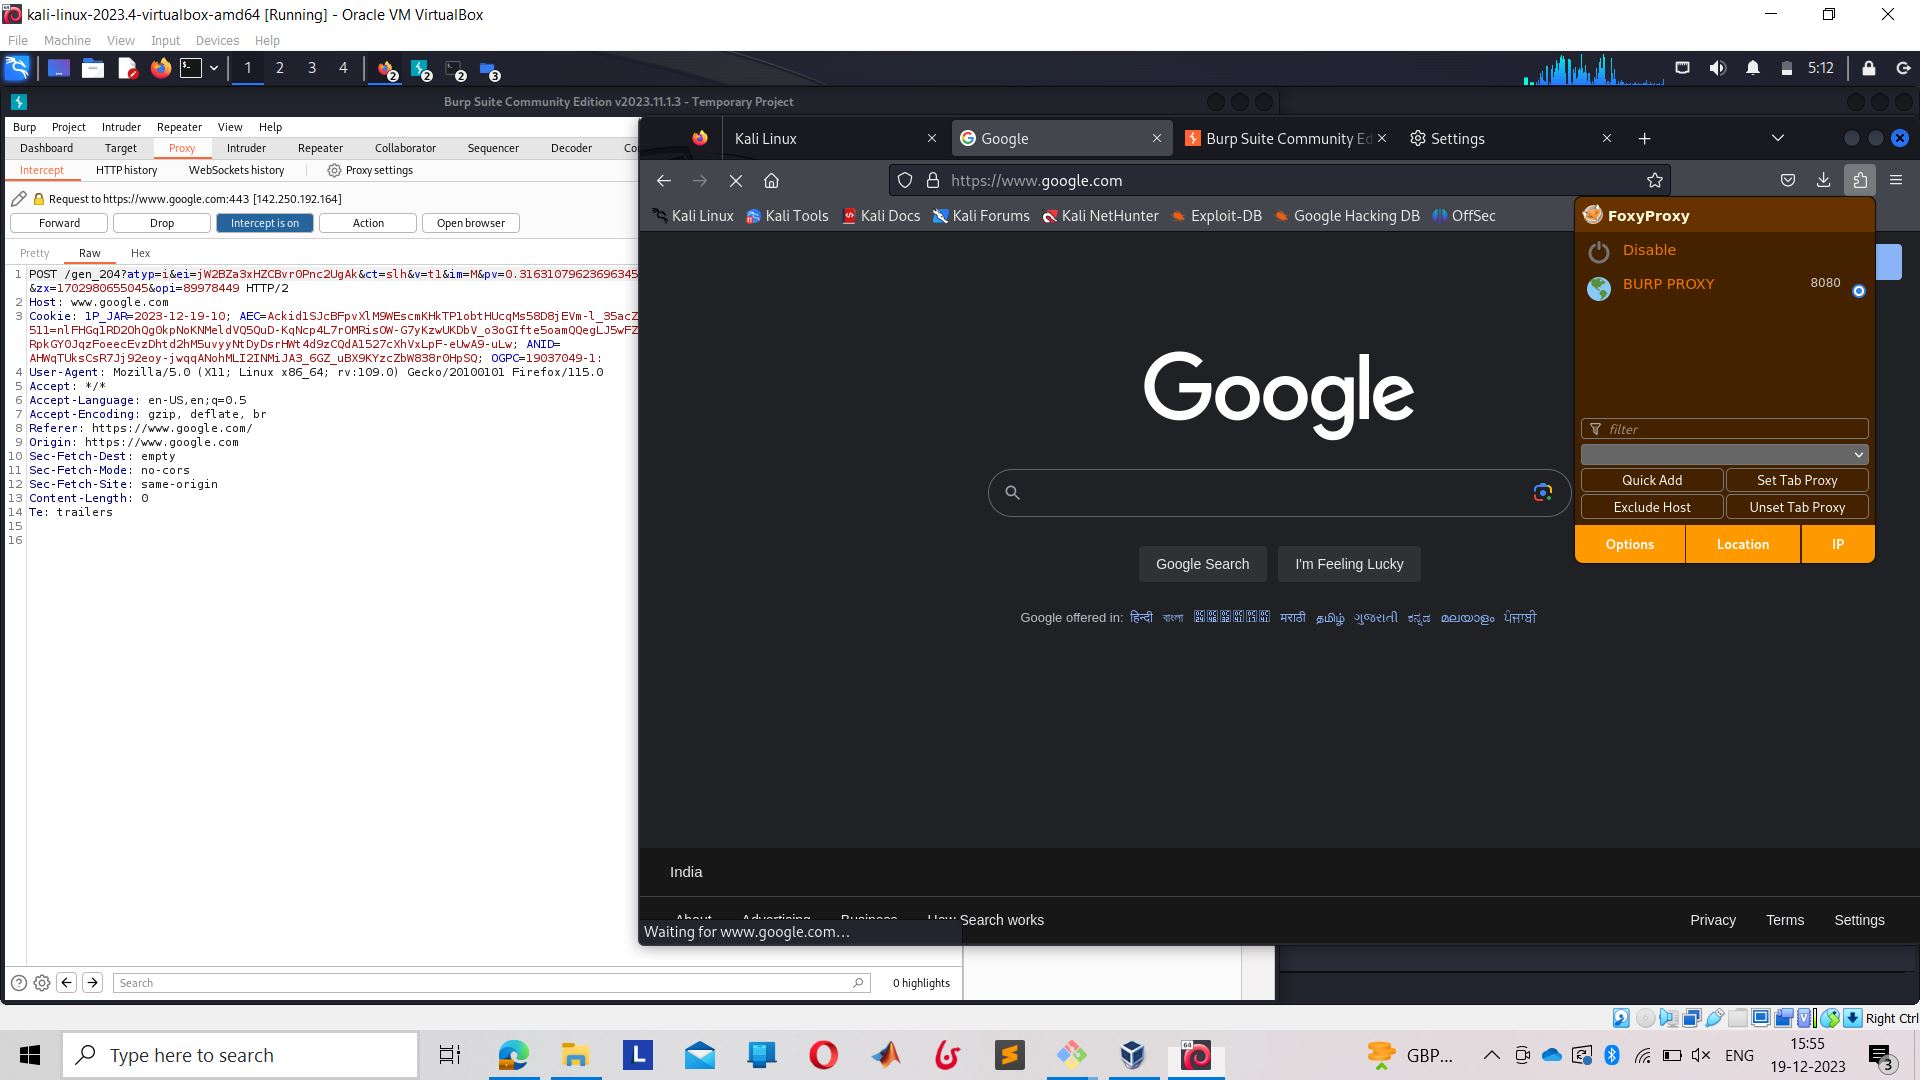 kali-linux-2023.4-virtualbox-amd64 [Running] - Oracle VM VirtualBox
File Machine View Input Devices Help
1 2 3 4 2 2 2 3 5:12
Burp Suite Community Edition v2023.11.1.3 - Temporary Project
Burp Project Intruder Repeater View Help
Dashboard Target Proxy Intruder Repeater Collaborator Sequencer Decoder Co
Intercept HTTP history WebSockets history Proxy settings
Request to https://www.google.com:443 [142.250.192.164]
Forward Drop Intercept is on Action Open browser
Pretty Raw Hex
1 POST /gen_204?atyp=i&ei=jW2BZa3xHZCBvr0Pnc2UgAk&ct=slh&v=t1&im=M&pv=0.31631079623696345
&zx=1702980655045&opi=89978449 HTTP/2
2 Host: www.google.com
3 Cookie: 1P_JAR=2023-12-19-10; AEC=Ackid1SJcBFpvXlM9WEscmKHkTP1obtHUcqMs58D8jEVm-l_35acZ
511=nlFHGq1RD2OhQg0kpNoKNMeldVQ5QuD-KqNcp4L7rOMRisOW-G7yKzwUKDbV_o3oGIfte5oamQQegLJ5wFZ
RpkGY0JqzFoeecEvzDhtd2hM5uvyyNtDyDsrHWt4d9zCQdA1527cXhVxLpF-eUwA9-uLw; ANID=
AHWqTUksCsR7Jj92eoy-jwqqANohMLI2INMiJA3_6GZ_uBX9KYzcZbW838r0HpSQ; OGPC=19037049-1:
4 User-Agent: Mozilla/5.0 (X11; Linux x86_64; rv:109.0) Gecko/20100101 Firefox/115.0
5 Accept: */*
6 Accept-Language: en-US,en;q=0.5
7 Accept-Encoding: gzip, deflate, br
8 Referer: https://www.google.com/
9 Origin: https://www.google.com
10 Sec-Fetch-Dest: empty
11 Sec-Fetch-Mode: no-cors
12 Sec-Fetch-Site: same-origin
13 Content-Length: 0
14 Te: trailers
15
16
Search 0 highlights
Kali Linux Google Burp Suite Community Ed Settings
https://www.google.com
Kali Linux Kali Tools Kali Docs Kali Forums Kali NetHunter Exploit-DB Google Hacking DB OffSec
FoxyProxy
Disable
BURP PROXY 8080
filter
Quick Add Set Tab Proxy
Exclude Host Unset Tab Proxy
Options Location IP
Google
Google Search I'm Feeling Lucky
Google offered in: हिन्दी বাংলা मराठी தமிழ் ગુજરાતી ಕನ್ನಡ മലയാളം ਪੰਜਾਬੀ
India
About Advertising Business How Search works Privacy Terms Settings
Waiting for www.google.com…
Right Ctrl
Type here to search
GBP... ENG 15:55
19-12-2023 3